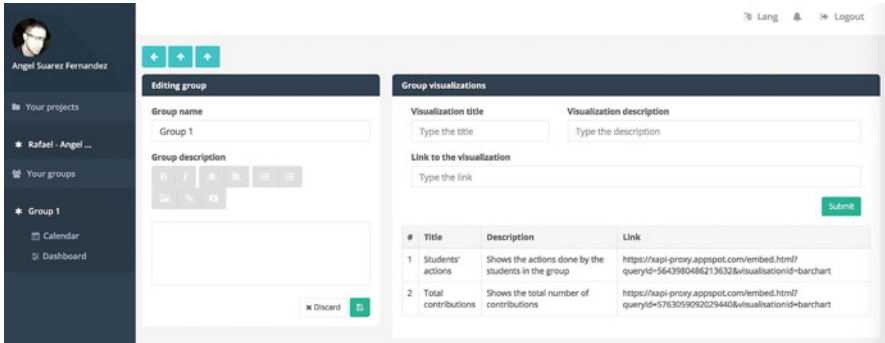 Lang
Logout
Angel Suarez Fernandez
Your projects
Rafael - Angel ...
Your groups
Group 1
Calendar
Dashboard
Editing group
Group name
Group 1
Group description
B I
Discard
Group visualizations
Visualization title
Visualization description
Type the title
Type the description
Link to the visualization
Type the link
Submit
# Title Description Link
1 Students' Shows the actions done by the https://xapi-proxy.appspot.com/embed.html?
actions students in the group queryId=5643980486213632&visualisationId=barchart
2 Total Shows the total number of https://xapi-proxy.appspot.com/embed.html?
contributions contributions queryId=5763059092029440&visualisationId=barchart